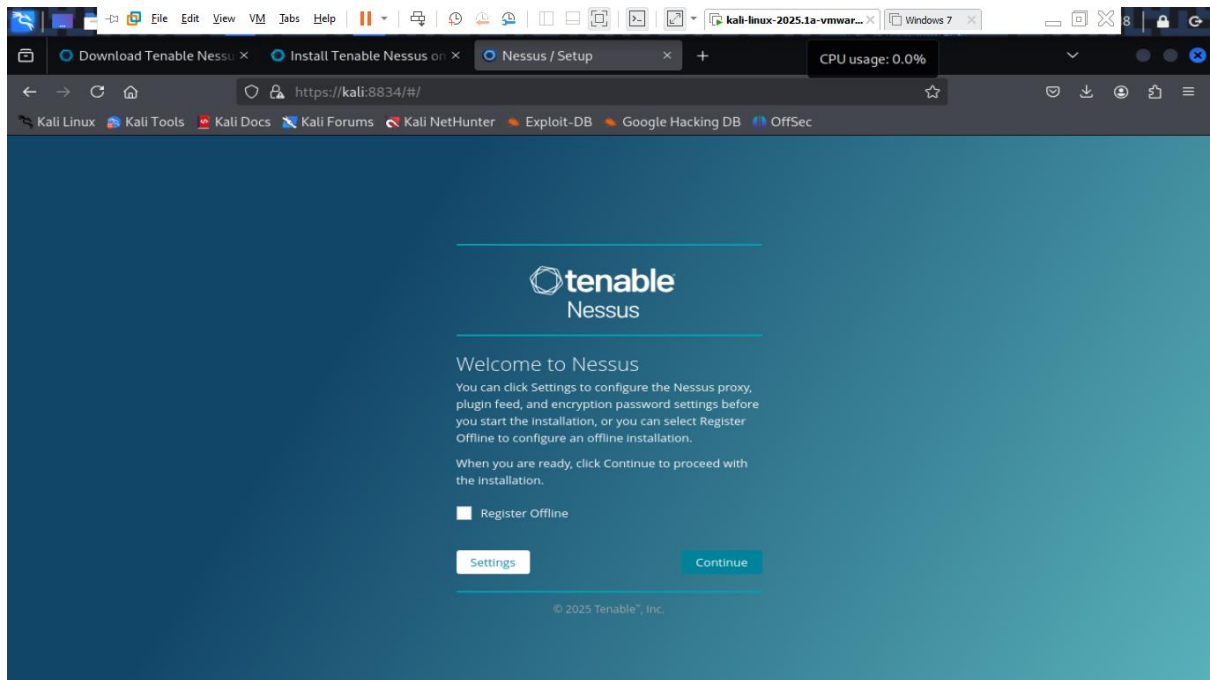 File Edit View VM Tabs Help kali-linux-2025.1a-vmwar... Windows 7 8
Download Tenable Nessu Install Tenable Nessus on Nessus / Setup CPU usage: 0.0%
https://kali:8834/#/
Kali Linux Kali Tools Kali Docs Kali Forums Kali NetHunter Exploit-DB Google Hacking DB OffSec
tenable
Nessus
Welcome to Nessus
You can click Settings to configure the Nessus proxy,
plugin feed, and encryption password settings before
you start the installation, or you can select Register
Offline to configure an offline installation.
When you are ready, click Continue to proceed with
the installation.
Register Offline
Settings Continue
© 2025 Tenable™, Inc.